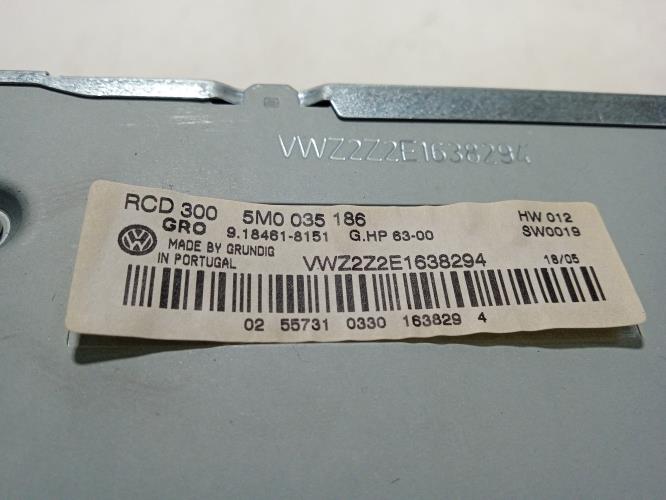 VWZ2Z2E1638294
RCD 300 5M0 035 186 HW 012
GRO 9.18461-8151 G.HP 63-00 SW0019
MADE BY GRUNDIG
IN PORTUGAL VWZ2Z2E1638294 18/05
02 55731 0330 163829 4